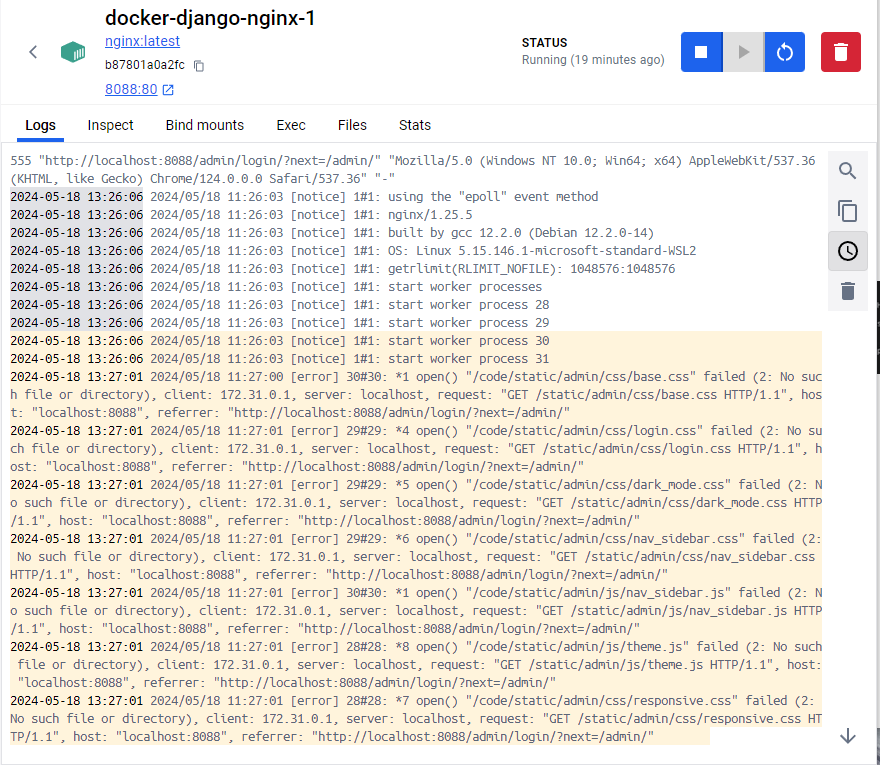 docker-django-nginx-1
nginx:latest
b87801a0a2fc
8088:80
STATUS
Running (19 minutes ago)
Logs Inspect Bind mounts Exec Files Stats
555 "http://localhost:8088/admin/login/?next=/admin/" "Mozilla/5.0 (Windows NT 10.0; Win64; x64) AppleWebKit/537.36
(KHTML, like Gecko) Chrome/124.0.0.0 Safari/537.36" "-"
2024-05-18 13:26:06 2024/05/18 11:26:03 [notice] 1#1: using the "epoll" event method
2024-05-18 13:26:06 2024/05/18 11:26:03 [notice] 1#1: nginx/1.25.5
2024-05-18 13:26:06 2024/05/18 11:26:03 [notice] 1#1: built by gcc 12.2.0 (Debian 12.2.0-14)
2024-05-18 13:26:06 2024/05/18 11:26:03 [notice] 1#1: OS: Linux 5.15.146.1-microsoft-standard-WSL2
2024-05-18 13:26:06 2024/05/18 11:26:03 [notice] 1#1: getrlimit(RLIMIT_NOFILE): 1048576:1048576
2024-05-18 13:26:06 2024/05/18 11:26:03 [notice] 1#1: start worker processes
2024-05-18 13:26:06 2024/05/18 11:26:03 [notice] 1#1: start worker process 28
2024-05-18 13:26:06 2024/05/18 11:26:03 [notice] 1#1: start worker process 29
2024-05-18 13:26:06 2024/05/18 11:26:03 [notice] 1#1: start worker process 30
2024-05-18 13:26:06 2024/05/18 11:26:03 [notice] 1#1: start worker process 31
2024-05-18 13:27:01 2024/05/18 11:27:00 [error] 30#30: *1 open() "/code/static/admin/css/base.css" failed (2: No suc
h file or directory), client: 172.31.0.1, server: localhost, request: "GET /static/admin/css/base.css HTTP/1.1", hos
t: "localhost:8088", referrer: "http://localhost:8088/admin/login/?next=/admin/"
2024-05-18 13:27:01 2024/05/18 11:27:01 [error] 29#29: *4 open() "/code/static/admin/css/login.css" failed (2: No su
ch file or directory), client: 172.31.0.1, server: localhost, request: "GET /static/admin/css/login.css HTTP/1.1", h
ost: "localhost:8088", referrer: "http://localhost:8088/admin/login/?next=/admin/"
2024-05-18 13:27:01 2024/05/18 11:27:01 [error] 29#29: *5 open() "/code/static/admin/css/dark_mode.css" failed (2: N
o such file or directory), client: 172.31.0.1, server: localhost, request: "GET /static/admin/css/dark_mode.css HTTP
/1.1", host: "localhost:8088", referrer: "http://localhost:8088/admin/login/?next=/admin/"
2024-05-18 13:27:01 2024/05/18 11:27:01 [error] 29#29: *6 open() "/code/static/admin/css/nav_sidebar.css" failed (2:
No such file or directory), client: 172.31.0.1, server: localhost, request: "GET /static/admin/css/nav_sidebar.css
HTTP/1.1", host: "localhost:8088", referrer: "http://localhost:8088/admin/login/?next=/admin/"
2024-05-18 13:27:01 2024/05/18 11:27:01 [error] 30#30: *1 open() "/code/static/admin/js/nav_sidebar.js" failed (2: N
o such file or directory), client: 172.31.0.1, server: localhost, request: "GET /static/admin/js/nav_sidebar.js HTTP
/1.1", host: "localhost:8088", referrer: "http://localhost:8088/admin/login/?next=/admin/"
2024-05-18 13:27:01 2024/05/18 11:27:01 [error] 28#28: *8 open() "/code/static/admin/js/theme.js" failed (2: No such
file or directory), client: 172.31.0.1, server: localhost, request: "GET /static/admin/js/theme.js HTTP/1.1", host:
"localhost:8088", referrer: "http://localhost:8088/admin/login/?next=/admin/"
2024-05-18 13:27:01 2024/05/18 11:27:01 [error] 28#28: *7 open() "/code/static/admin/css/responsive.css" failed (2:
No such file or directory), client: 172.31.0.1, server: localhost, request: "GET /static/admin/css/responsive.css HT
TP/1.1", host: "localhost:8088", referrer: "http://localhost:8088/admin/login/?next=/admin/"